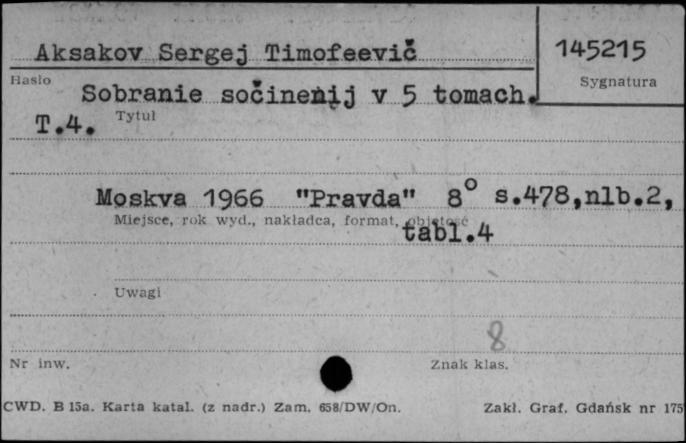 Aksakov Sergej Timofeevič
145215
Hasło
Sygnatura
Sobranie sočinenij v 5 tomach.
T.4.
Tytuł
Moskva 1966 "Pravda" 8° s.478,nlb.2,
Miejsce, rok wyd., nakładca, format, objętość
tabl.4
Uwagi
8
Nr inw.
Znak klas.
CWD. B 15a. Karta katal. (z nadr.) Zam. 658/DW/On.
Zakł. Graf. Gdańsk nr 175